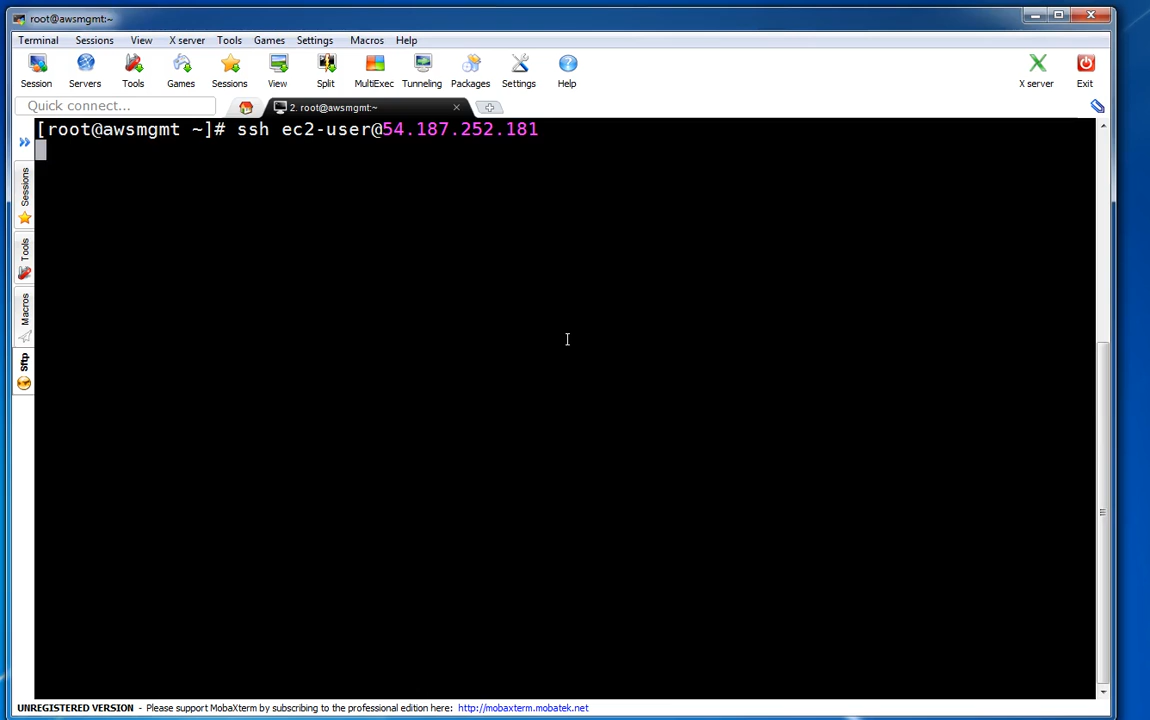 root@awsmgmt:~
Terminal Sessions View X server Tools Games Settings Macros Help
Session Servers Tools Games Sessions View Split MultiExec Tunneling Packages Settings Help X server Exit
Quick connect... 2. root@awsmgmt:~
[root@awsmgmt ~]# ssh ec2-user@54.187.252.181
Sessions
Tools
Macros
Sftp
UNREGISTERED VERSION - Please support MobaXterm by subscribing to the professional edition here: http://mobaxterm.mobatek.net